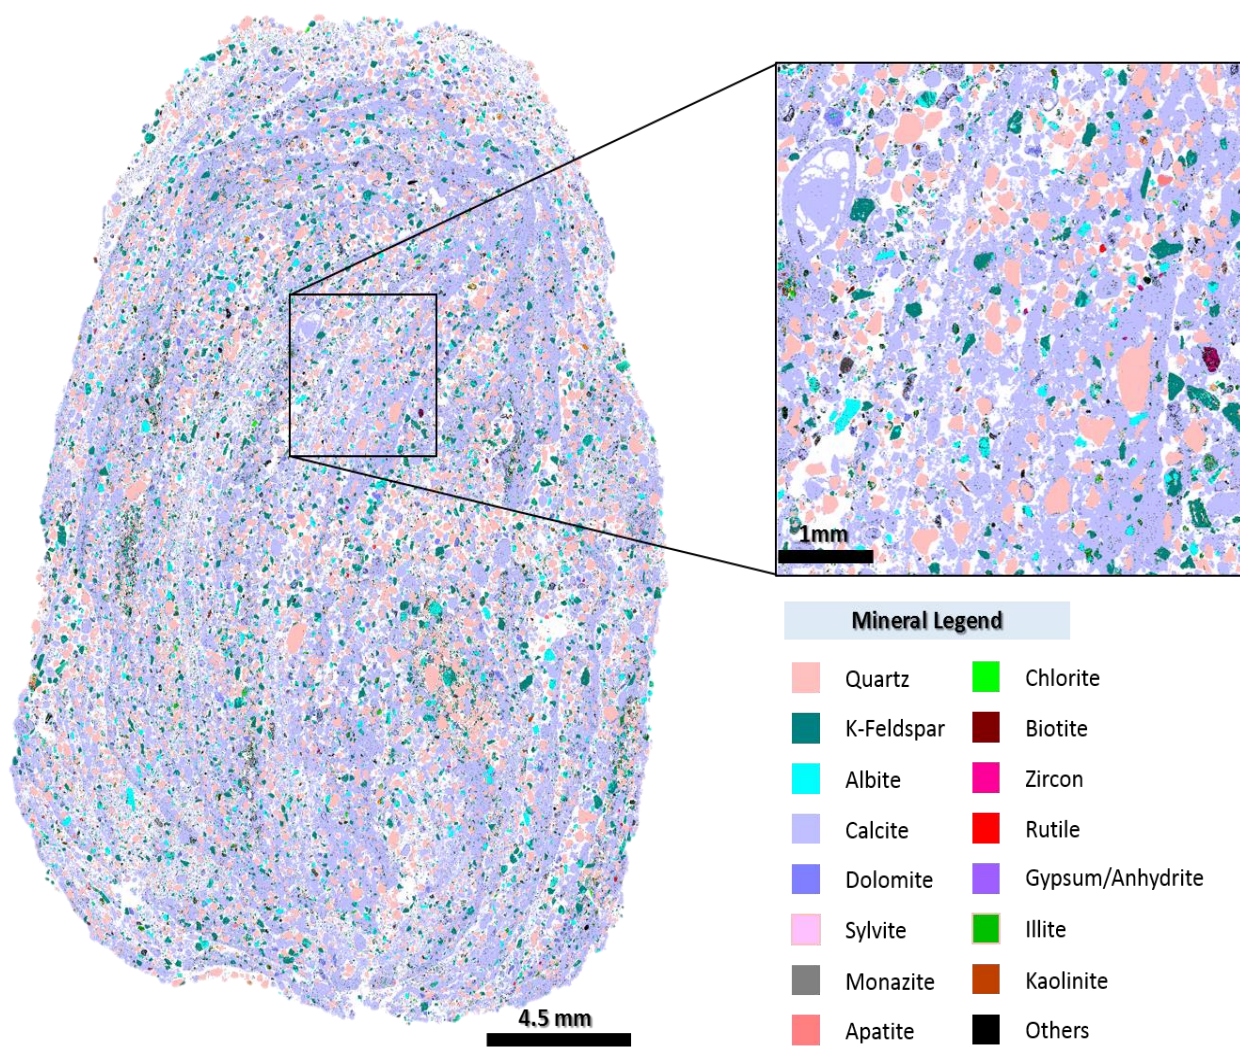 1mm
Mineral Legend
Quartz
Chlorite
K-Feldspar
Biotite
Albite
Zircon
Calcite
Rutile
Dolomite
Gypsum/Anhydrite
Sylvite
Illite
Monazite
Kaolinite
Apatite
Others
4.5 mm